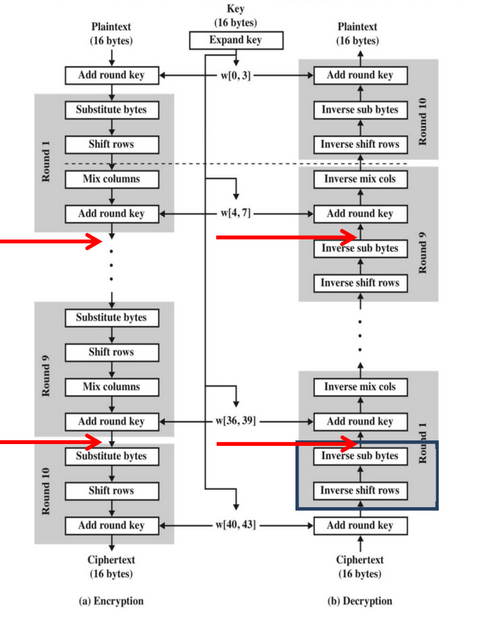 Key
(16 bytes)
Expand key
Plaintext
(16 bytes)
Add round key
Substitute bytes
Shift rows
Mix columns
Add round key
Round 1
Substitute bytes
Shift rows
Mix columns
Add round key
Round 9
Substitute bytes
Shift rows
Add round key
Round 10
Ciphertext
(16 bytes)
(a) Encryption
w[0, 3]
w[4, 7]
w[36, 39]
w[40, 43]
Plaintext
(16 bytes)
Add round key
Inverse sub bytes
Inverse shift rows
Round 10
Inverse mix cols
Add round key
Inverse sub bytes
Inverse shift rows
Round 9
Inverse mix cols
Add round key
Inverse sub bytes
Inverse shift rows
Round 1
Add round key
Ciphertext
(16 bytes)
(b) Decryption